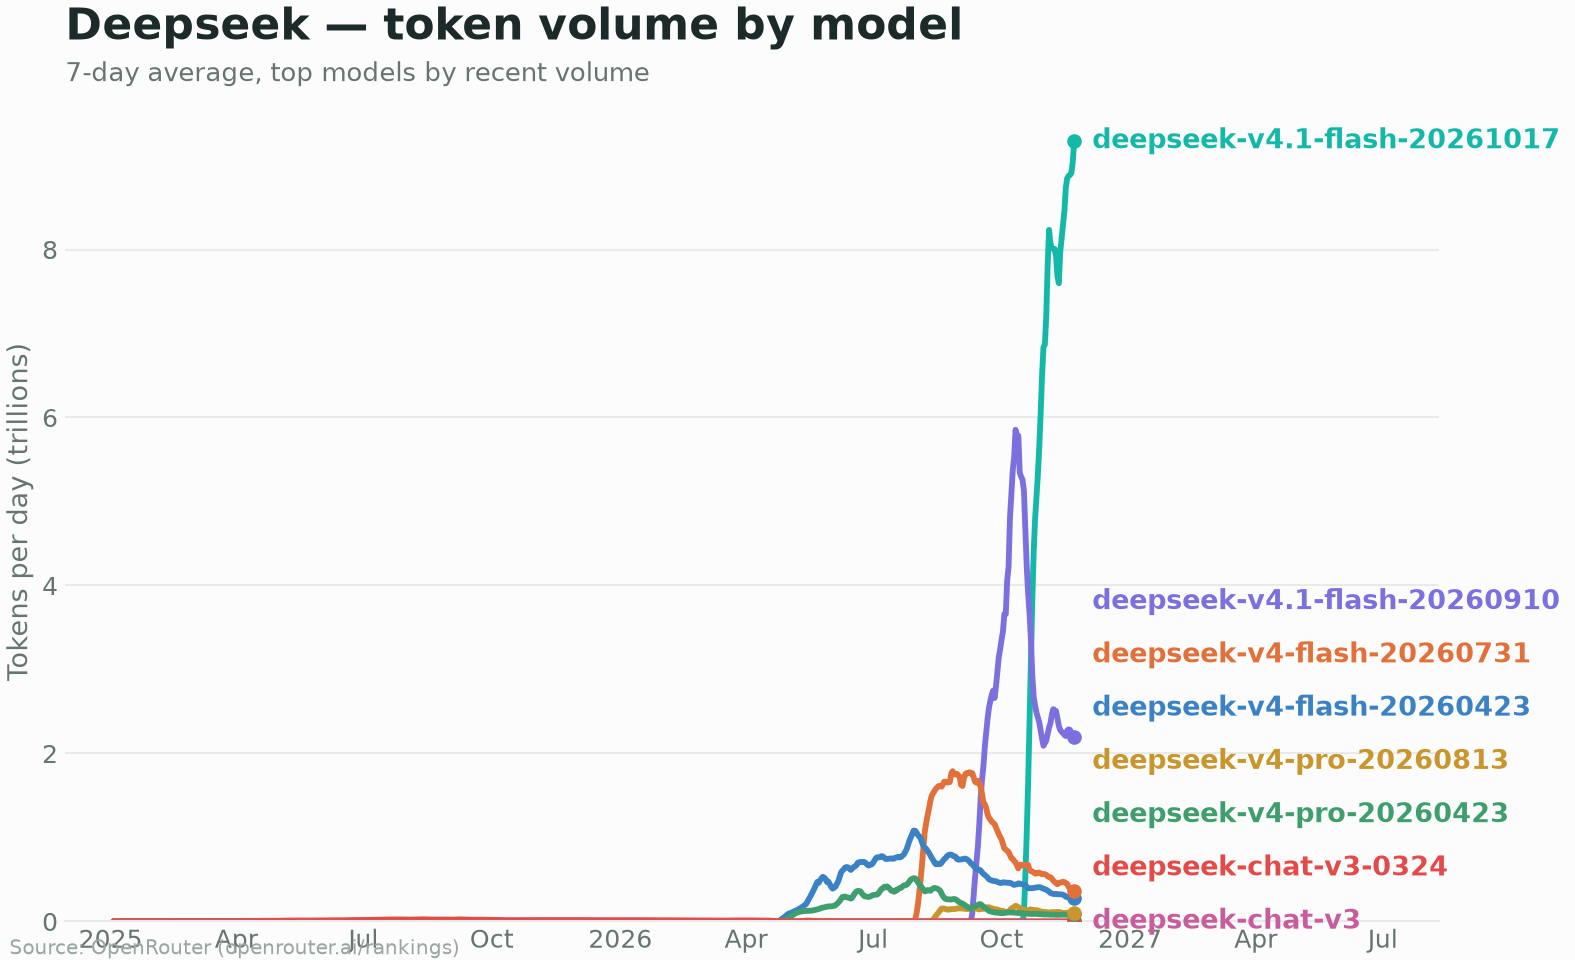 Deepseek — token volume by model
7-day average, top models by recent volume
Tokens per day (trillions)
8
6
4
2
0
deepseek-v4.1-flash-20261017
deepseek-v4.1-flash-20260910
deepseek-v4-flash-20260731
deepseek-v4-flash-20260423
deepseek-v4-pro-20260813
deepseek-v4-pro-20260423
deepseek-chat-v3-0324
deepseek-chat-v3
2025 Apr Jul Oct 2026 Apr Jul Oct 2027 Apr Jul
Source: OpenRouter (openrouter.ai/rankings)